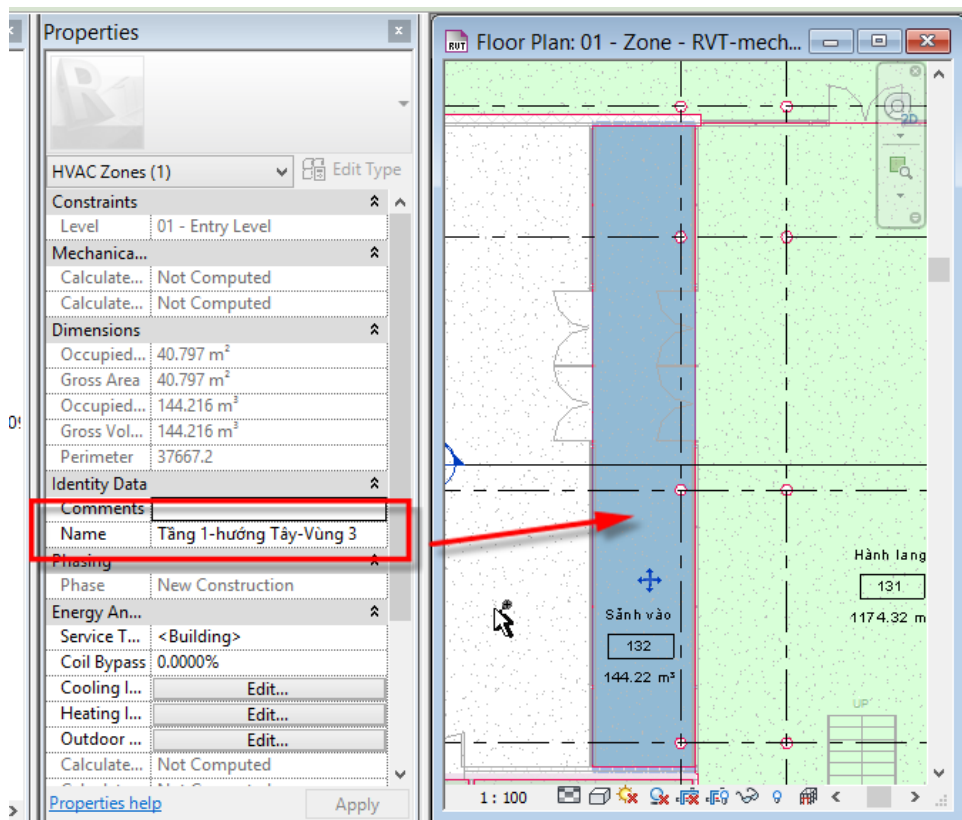 Properties
HVAC Zones (1)
Edit Type
Constraints
Level 01 - Entry Level
Mechanica...
Calculate... Not Computed
Calculate... Not Computed
Dimensions
Occupied... 40.797 m²
Gross Area 40.797 m²
Occupied... 144.216 m³
Gross Vol... 144.216 m³
Perimeter 37667.2
Identity Data
Comments
Name Tầng 1-hướng Tây-Vùng 3
Phasing
Phase New Construction
Energy An...
Service T... <Building>
Coil Bypass 0.0000%
Cooling I... Edit...
Heating I... Edit...
Outdoor ... Edit...
Calculate... Not Computed
Properties help
Apply
RVT
Floor Plan: 01 - Zone - RVT-mech...
2D
Hành lang
131
1174.32 m
Sảnh vào
132
144.22 m³
UP
1 : 100